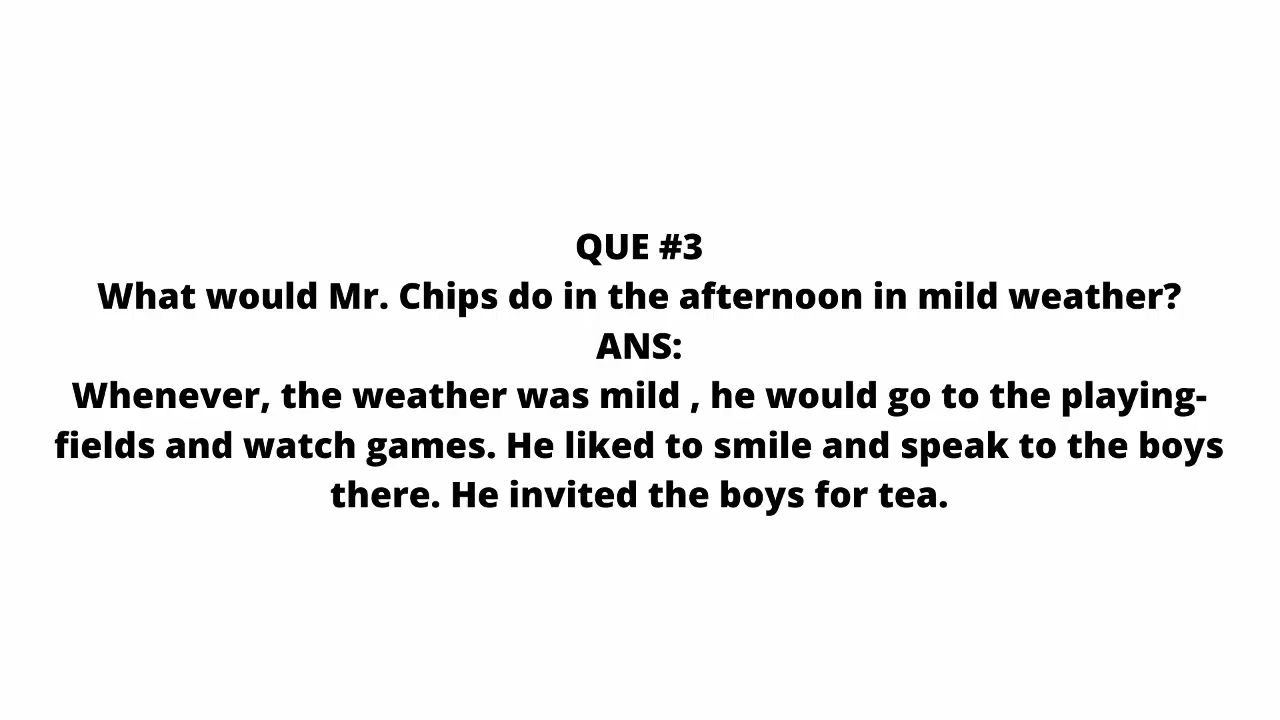 QUE #3
What would Mr. Chips do in the afternoon in mild weather?
ANS:
Whenever, the weather was mild , he would go to the playing-
fields and watch games. He liked to smile and speak to the boys
there. He invited the boys for tea.